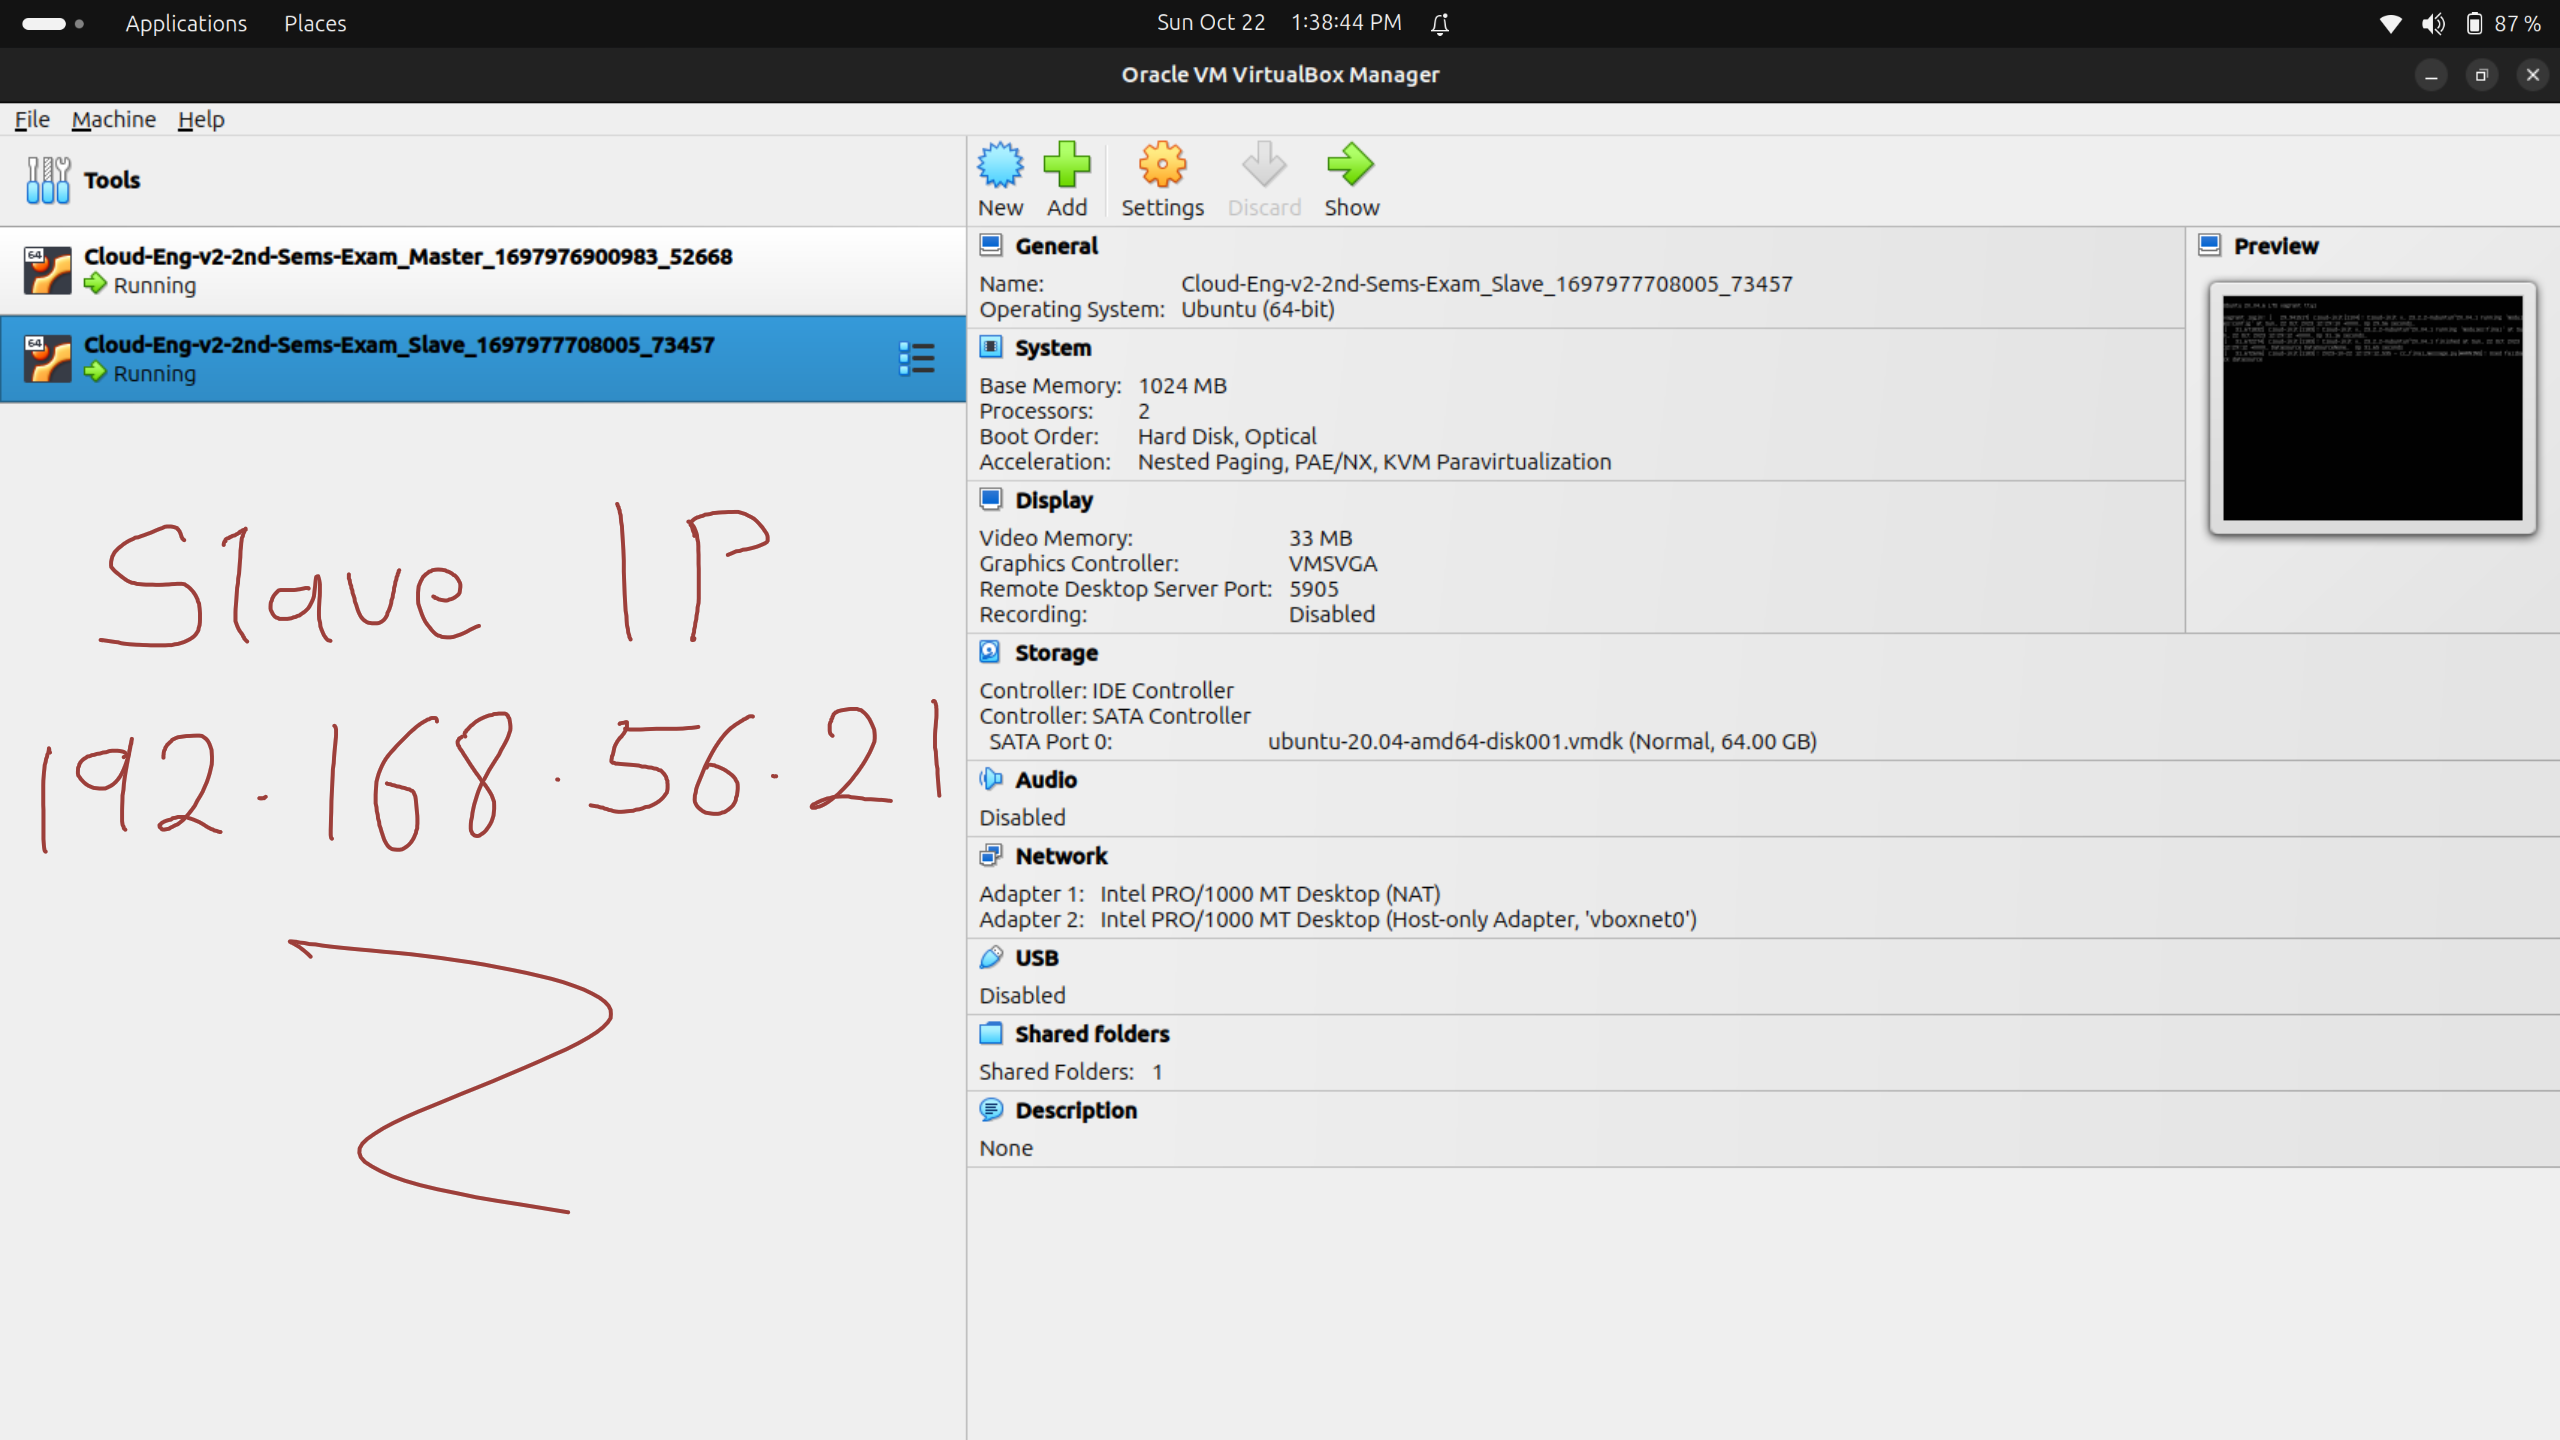 Applications Places Sun Oct 22 1:38:44 PM 87 %
Oracle VM VirtualBox Manager
File Machine Help
Tools
New Add Settings Discard Show
64 Cloud-Eng-v2-2nd-Sems-Exam_Master_1697976900983_52668
Running
64 Cloud-Eng-v2-2nd-Sems-Exam_Slave_1697977708005_73457
Running
Slave IP
192.168.56.21
General
Name: Cloud-Eng-v2-2nd-Sems-Exam_Slave_1697977708005_73457
Operating System: Ubuntu (64-bit)
System
Base Memory: 1024 MB
Processors: 2
Boot Order: Hard Disk, Optical
Acceleration: Nested Paging, PAE/NX, KVM Paravirtualization
Display
Video Memory: 33 MB
Graphics Controller: VMSVGA
Remote Desktop Server Port: 5905
Recording: Disabled
Storage
Controller: IDE Controller
Controller: SATA Controller
SATA Port 0: ubuntu-20.04-amd64-disk001.vmdk (Normal, 64.00 GB)
Audio
Disabled
Network
Adapter 1: Intel PRO/1000 MT Desktop (NAT)
Adapter 2: Intel PRO/1000 MT Desktop (Host-only Adapter, 'vboxnet0')
USB
Disabled
Shared folders
Shared Folders: 1
Description
None
Preview